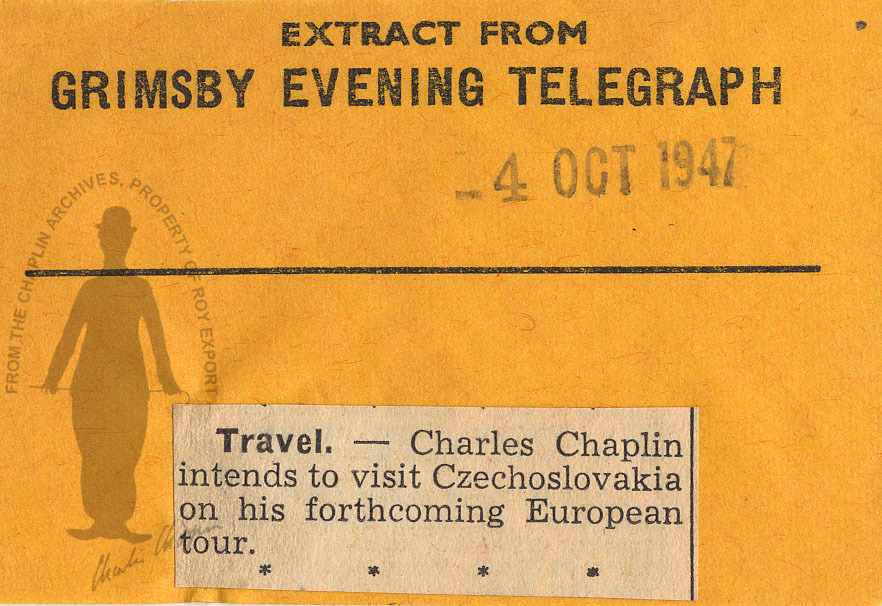 EXTRACT FROM
GRIMSBY EVENING TELEGRAPH
-4 OCT 1947
FROM THE CHAPLIN ARCHIVES, PROPERTY OF ROY EXPORT
Travel. — Charles Chaplin
intends to visit Czechoslovakia
on his forthcoming European
tour.
* * * *
Charlie Chaplin